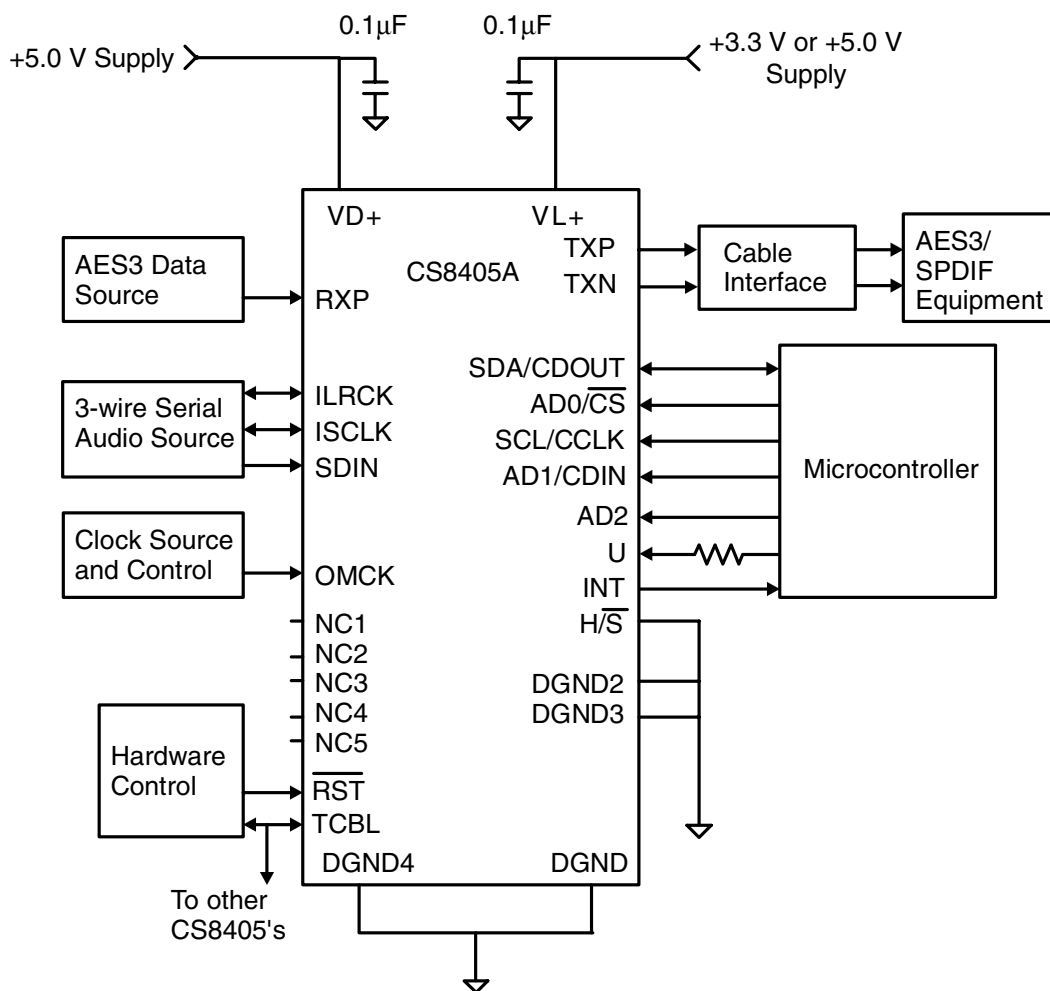 0.1µF
0.1µF
+5.0 V Supply
+3.3 V or +5.0 V
Supply
VD+
VL+
CS8405A
AES3 Data
Source
RXP
TXP
TXN
Cable
Interface
AES3/
SPDIF
Equipment
3-wire Serial
Audio Source
ILRCK
ISCLK
SDIN
SDA/CDOUT
AD0/C̅S̅
SCL/CCLK
AD1/CDIN
AD2
U
INT
H/S̅
Microcontroller
Clock Source
and Control
OMCK
NC1
NC2
NC3
NC4
NC5
DGND2
DGND3
Hardware
Control
R̅S̅T̅
TCBL
DGND4
DGND
To other
CS8405's